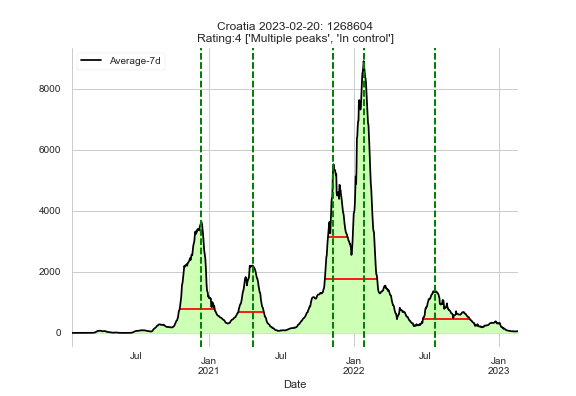 Croatia 2023-02-20: 1268604
Rating:4 ['Multiple peaks', 'In control']
Average-7d
8000
6000
4000
2000
0
Jul
Jan
2021
Jul
Jan
2022
Jul
Jan
2023
Date